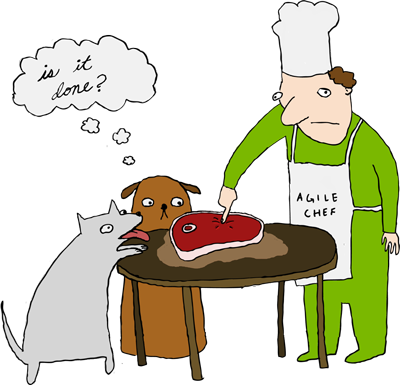 is it
done?
AGILE
CHEF